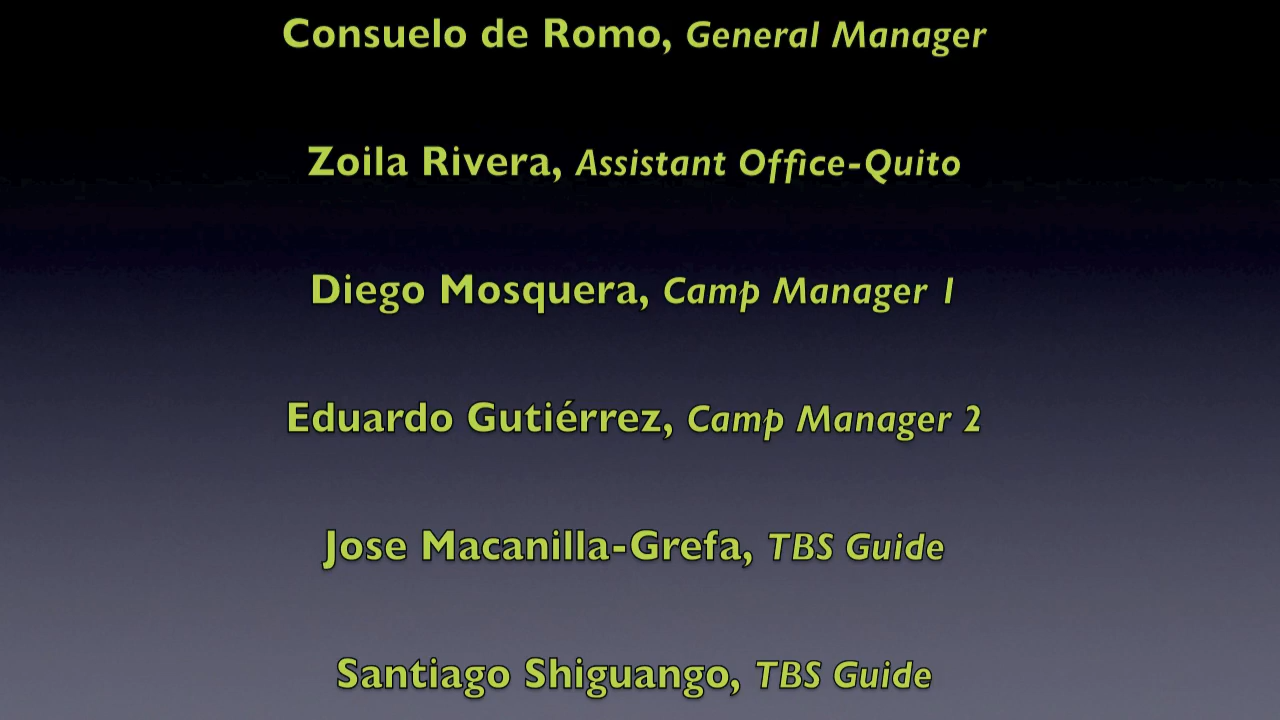 Consuelo de Romo, General Manager
Zoila Rivera, Assistant Office-Quito
Diego Mosquera, Camp Manager 1
Eduardo Gutiérrez, Camp Manager 2
Jose Macanilla-Grefa, TBS Guide
Santiago Shiguango, TBS Guide